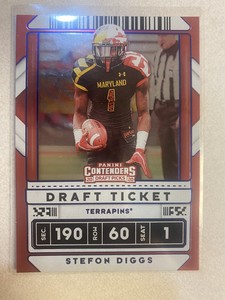 MARYLAND
1
PANINI
CONTENDERS
DRAFT PICKS
DRAFT TICKET
TERRAPINS
SEC. 190 ROW 60 SEAT 1
STEFON DIGGS